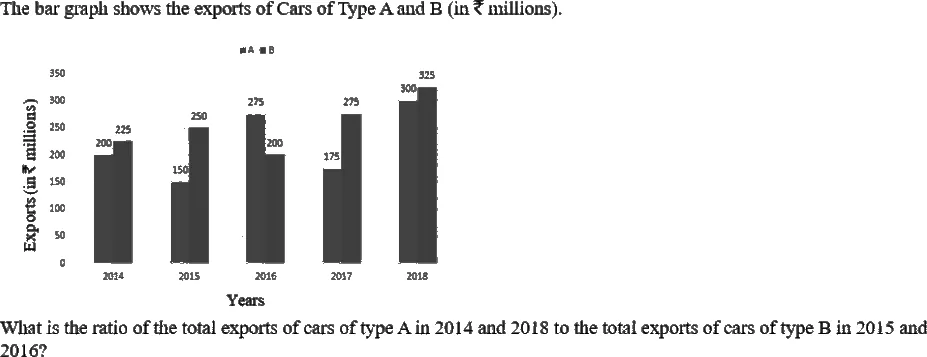 The bar graph shows the exports of Cars of Type A and B (in ₹ millions).
A B
Exports (in ₹ millions)
350
300
250
200
150
100
50
0
200 225
150 250
275 200
175 275
300 325
2014 2015 2016 2017 2018
Years
What is the ratio of the total exports of cars of type A in 2014 and 2018 to the total exports of cars of type B in 2015 and
2016?